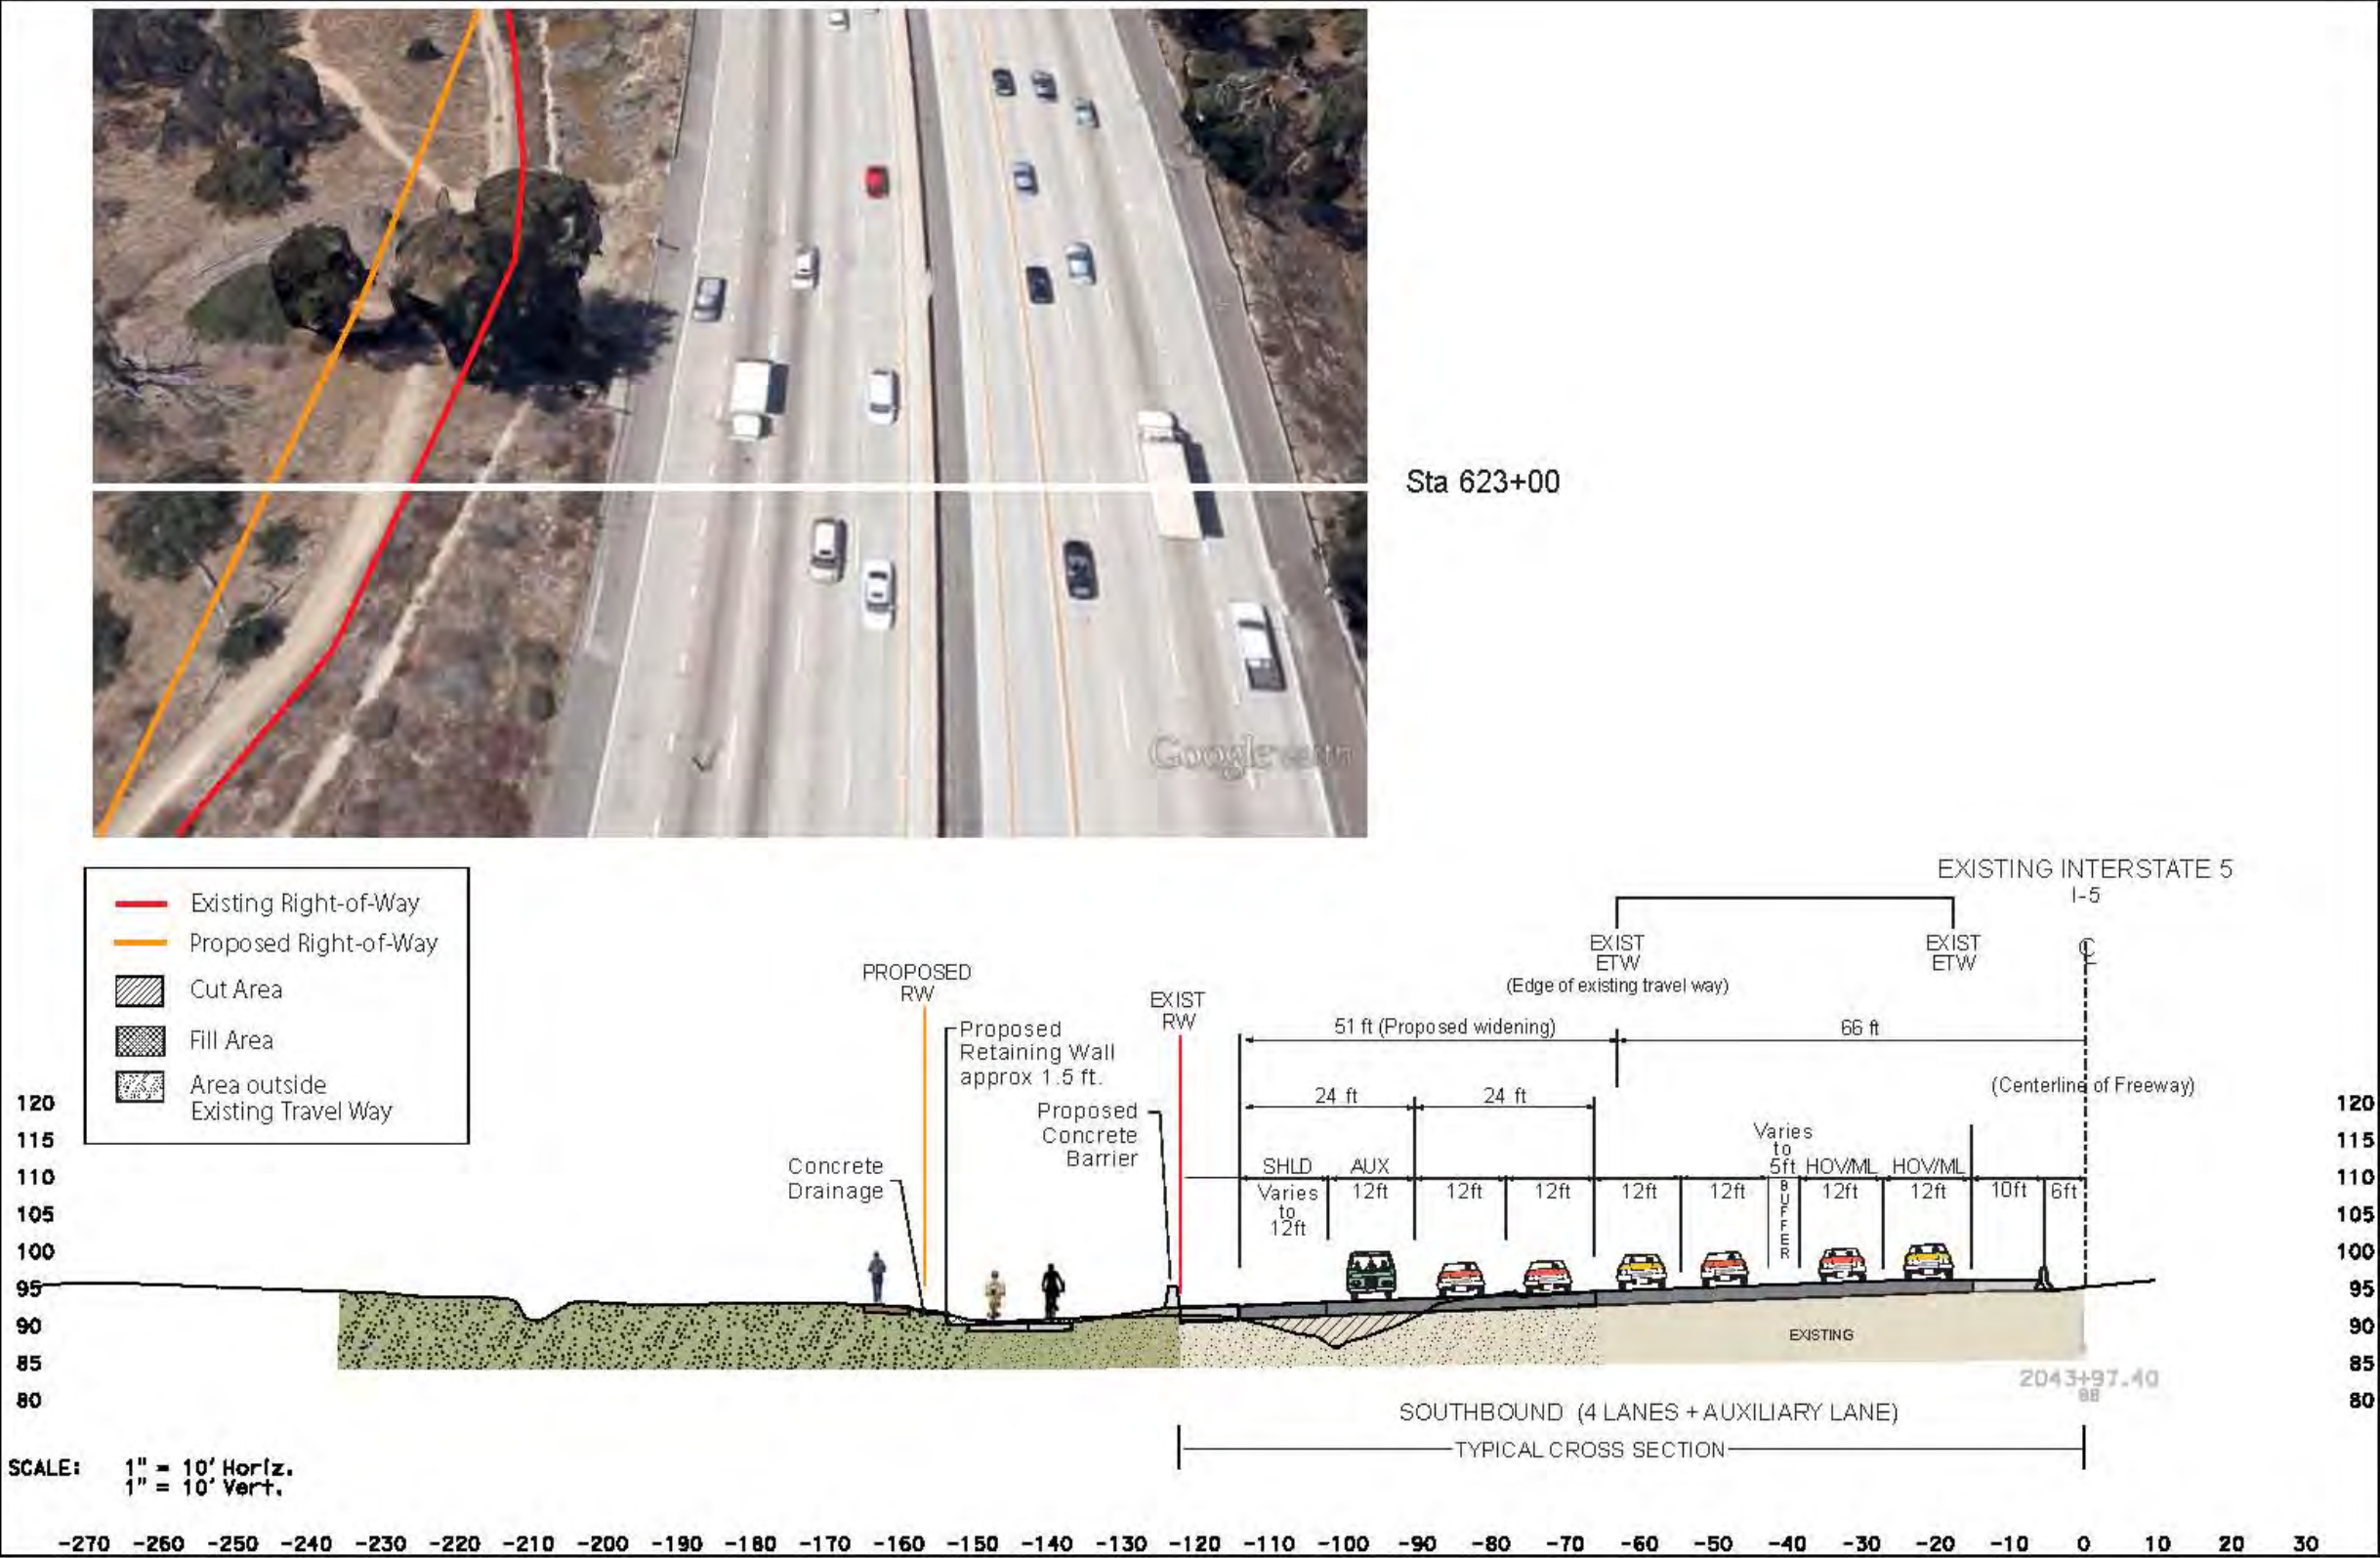 Sta 623+00
Google earth
Existing Right-of-Way
Proposed Right-of-Way
Cut Area
Fill Area
Area outside
Existing Travel Way
EXISTING INTERSTATE 5
I-5
EXIST
ETW
(Edge of existing travel way)
EXIST
ETW
℄
PROPOSED
RW
EXIST
RW
Proposed
Retaining Wall
approx 1.5 ft.
Proposed
Concrete
Barrier
Concrete
Drainage
51 ft (Proposed widening)
66 ft
(Centerline of Freeway)
24 ft
24 ft
Varies
to
5ft
SHLD
AUX
HOV/ML
HOV/ML
Varies
to
12ft
12ft
12ft
12ft
12ft
12ft
BUFFER
12ft
12ft
10ft
6ft
120
115
110
105
100
95
90
85
80
120
115
110
105
100
95
90
85
80
EXISTING
2043+97.40
SOUTHBOUND (4 LANES + AUXILIARY LANE)
TYPICAL CROSS SECTION
SCALE: 1" = 10' Horiz.
1" = 10' Vert.
-270 -260 -250 -240 -230 -220 -210 -200 -190 -180 -170 -160 -150 -140 -130 -120 -110 -100 -90 -80 -70 -60 -50 -40 -30 -20 -10 0 10 20 30